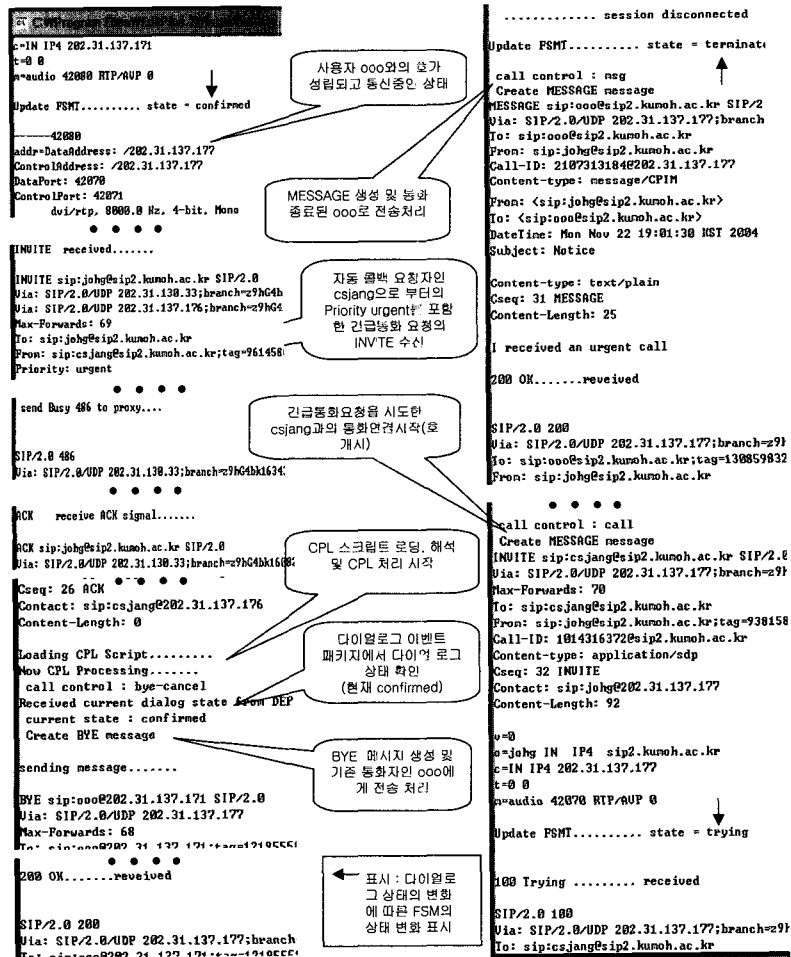 c=IN IP4 202.31.137.171
t=0 0
m=audio 42080 RTP/AVP 0
Update FSMT.......... state = confirmed
------42080
addr=DataAddress: /202.31.137.177
ControlAddress: /202.31.137.177
DataPort: 42070
ControlPort: 42071
dvi/rtp, 8000.0 Hz, 4-bit, Mono
INVITE received.......
INVITE sip:johg@sip2.kumoh.ac.kr SIP/2.0
Via: SIP/2.0/UDP 202.31.130.33;branch=z9hG4b
Via: SIP/2.0/UDP 202.31.137.176;branch=z9hG4
Max-Forwards: 69
To: sip:johg@sip2.kumoh.ac.kr
From: sip:csjang@sip2.kumoh.ac.kr;tag=961458
Priority: urgent
send Busy 486 to proxy....
SIP/2.0 486
Via: SIP/2.0/UDP 202.31.130.33;branch=z9hG4bk1634
ACK receive ACK signal.......
ACK sip:johg@sip2.kumoh.ac.kr SIP/2.0
Via: SIP/2.0/UDP 202.31.130.33;branch=z9hG4bk160
Cseq: 26 ACK
Contact: sip:csjang@202.31.137.176
Content-Length: 0
Loading CPL Script.........
Now CPL Processing.......
call control : bye-cancel
Received current dialog state from DEP
current state : confirmed
Create BYE message
sending message.......
BYE sip:ooo@202.31.137.171 SIP/2.0
Via: SIP/2.0/UDP 202.31.137.177
Max-Forwards: 68
To: sip:ooo@202.31.137.171;tag=12195551
200 OK.......reveived
SIP/2.0 200
Via: SIP/2.0/UDP 202.31.137.177;branch
To: sip:ooo@202.31.137.171;tag=12195551
사용자 ooo와의 호가
성립되고 통신중인 상태
MESSAGE 생성 및 통화
종료된 ooo로 전송처리
자동 콜백 요청자인
csjang으로 부터의
Priority urgent를 포함
한 긴급통화 요청의
INVITE 수신
긴급통화요청을 시도한
csjang과의 통화연결시작(호
개시)
CPL 스크립트 로딩, 해석
및 CPL 처리 시작
다이얼로그 이벤트
패키지에서 다이얼 로그
상태 확인
(현재 confirmed)
BYE 메시지 생성 및
기존 통화자인 ooo에
게 전송 처리
표시 : 다이얼로
그 상태의 변화
에 따른 FSM의
상태 변화 표시
............. session disconnected
Update FSMT.......... state = terminate
call control : msg
Create MESSAGE message
MESSAGE sip:ooo@sip2.kumoh.ac.kr SIP/2
Via: SIP/2.0/UDP 202.31.137.177;branch
To: sip:ooo@sip2.kumoh.ac.kr
From: sip:johg@sip2.kumoh.ac.kr
Call-ID: 2107313184@202.31.137.177
Content-type: message/CPIM
From: <sip:johg@sip2.kumoh.ac.kr>
To: <sip:ooo@sip2.kumoh.ac.kr>
DateTime: Mon Nov 22 19:01:30 KST 2004
Subject: Notice
Content-type: text/plain
Cseq: 31 MESSAGE
Content-Length: 25
I received an urgent call
200 OK.......reveived
SIP/2.0 200
Via: SIP/2.0/UDP 202.31.137.177;branch=z9h
To: sip:ooo@sip2.kumoh.ac.kr;tag=130859832
From: sip:johg@sip2.kumoh.ac.kr
call control : call
Create MESSAGE message
INVITE sip:csjang@sip2.kumoh.ac.kr SIP/2.0
Via: SIP/2.0/UDP 202.31.137.177;branch=z9h
Max-Forwards: 70
To: sip:csjang@sip2.kumoh.ac.kr
From: sip:johg@sip2.kumoh.ac.kr;tag=938158
Call-ID: 1014316372@sip2.kumoh.ac.kr
Content-type: application/sdp
Cseq: 32 INVITE
Contact: sip:johg@202.31.137.177
Content-Length: 92
v=0
o=johg IN IP4 sip2.kumoh.ac.kr
c=IN IP4 202.31.137.177
t=0 0
m=audio 42070 RTP/AVP 0
Update FSMT.......... state = trying
100 Trying ......... received
SIP/2.0 100
Via: SIP/2.0/UDP 202.31.137.177;branch=z9h
To: sip:csjang@sip2.kumoh.ac.kr